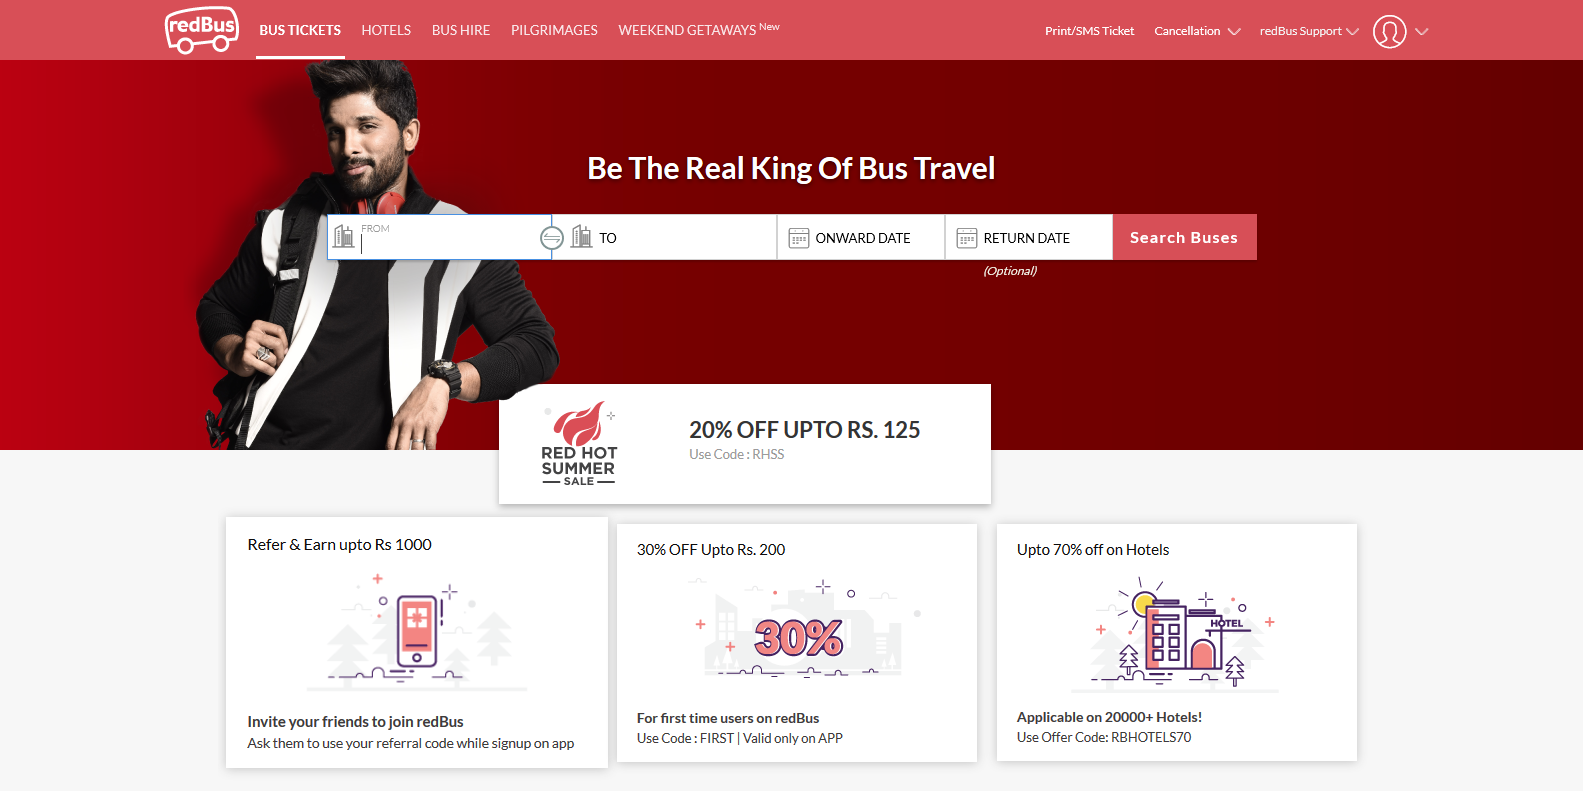 redBus
BUS TICKETS HOTELS BUS HIRE PILGRIMAGES WEEKEND GETAWAYS New
Print/SMS Ticket Cancellation redBus Support
Be The Real King Of Bus Travel
FROM
TO
ONWARD DATE
RETURN DATE
(Optional)
Search Buses
RED HOT
SUMMER
SALE
20% OFF UPTO RS. 125
Use Code : RHSS
Refer & Earn upto Rs 1000
Invite your friends to join redBus
Ask them to use your referral code while signup on app
30% OFF Upto Rs. 200
30%
For first time users on redBus
Use Code : FIRST | Valid only on APP
Upto 70% off on Hotels
HOTEL
Applicable on 20000+ Hotels!
Use Offer Code: RBHOTELS70